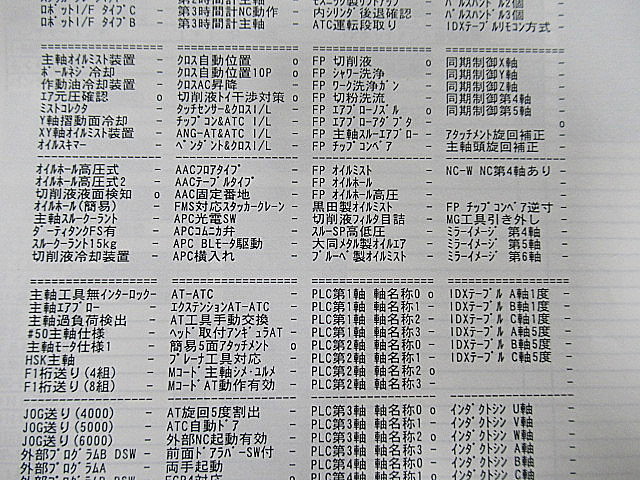 ロボットI/F タイプC - 第3時間計NC動作 - 内シリング後退確認 - パルスハンドル3個 -
ロボットI/F タイプB - 第3時間計主軸 - ATC運転段取り - IDXテーブルリモコン方式 -
主軸オイルミスト装置 - クロス自動位置 o FP 切削液 o 同期制御X軸 -
ボールネジ冷却 - クロス自動位置10P o FP シャワー洗浄 - 同期制御Y軸 -
作動油冷却装置 - クロスAC昇降 - FP ワーク洗浄ガン - 同期制御Z軸 -
エア元圧確認 o 切削液トイ干渉対策 o FP 切粉洗流 - 同期制御第4軸 -
ミストコレクタ - タッチセンサ&クロスI/L - FP エアブローノズル o 同期制御第5軸 -
Y軸摺動面冷却 - チップコン&ATC I/L - FP エアブローアダプタ - o
XY軸オイルミスト装置 - ANG-AT&クロスI/L - FP 主軸スルーエアブロー - アタッチメント旋回補正 -
オイルスキマー - ペンダント&クロスI/L - FP チップコンベア - 主軸頭旋回補正 -
オイルホール高圧式 - AACフロアタイプ - FP オイルミスト - NC-W NC第4軸あり -
オイルホール高圧式2 - AACテーブルタイプ - FP オイルホール -
切削液液面検知 o AAC固定番地 - FP オイルホール高圧 -
オイルホール(簡易) - FMS対応スタッカークレーン - 黒田製オイルミスト - FP チップコンベア逆寸 -
主軸スルークーラント - APC光電SW - 切削液フィルタ目詰 - MG工具引き外し -
ダーティタンクFS有 - APCコムニカ弁 - スルーSP高低圧 - ミラーイメージ 第4軸 -
スルークーラント15kg - APC BLモータ駆動 - 大同メタル製オイルエア - ミラーイメージ 第5軸 -
切削液冷却装置 - APC横入れ - ブルーベ製オイルミスト - ミラーイメージ 第6軸 -
主軸工具無インターロック - AT-ATC - PLC第1軸 軸名称0 o IDXテーブル A軸1度 -
主軸エアブロー - エクステンションAT-ATC - PLC第1軸 軸名称1 - IDXテーブル B軸1度 -
主軸過負荷検出 - AT工具手動交換 - PLC第1軸 軸名称2 - IDXテーブル C軸1度 -
#50主軸仕様 - ヘッド取付アンギュラAT - PLC第1軸 軸名称3 - IDXテーブル A軸5度 -
主軸モータ仕様1 - 簡易5面アタッチメント o PLC第2軸 軸名称0 - IDXテーブル B軸5度 -
HSK主軸 - プレーナ工具対応 - PLC第2軸 軸名称1 - IDXテーブル C軸5度 -
F1桁送り(4組) - Mコード主軸シメ・ユルメ - PLC第2軸 軸名称2 o
F1桁送り(8組) - MコードAT動作有効 - PLC第2軸 軸名称3 -
JOG送り(4000) - AT旋回5度割出 - PLC第3軸 軸名称0 o インダクトシン U軸 -
JOG送り(5000) - ATC自動ドア - PLC第3軸 軸名称1 o インダクトシン V軸 -
JOG送り(6000) - 外部NC起動有効 - PLC第3軸 軸名称2 o インダクトシン W軸 -
外部プログラムB DSW - 前面ドアラバーSW付 - PLC第3軸 軸名称3 - インダクトシン A軸 -
外部プログラムA - 両手起動 - PLC第4軸 軸名称0 - インダクトシン B軸 -
PLC第4軸 軸名称1 インダクトシン C軸